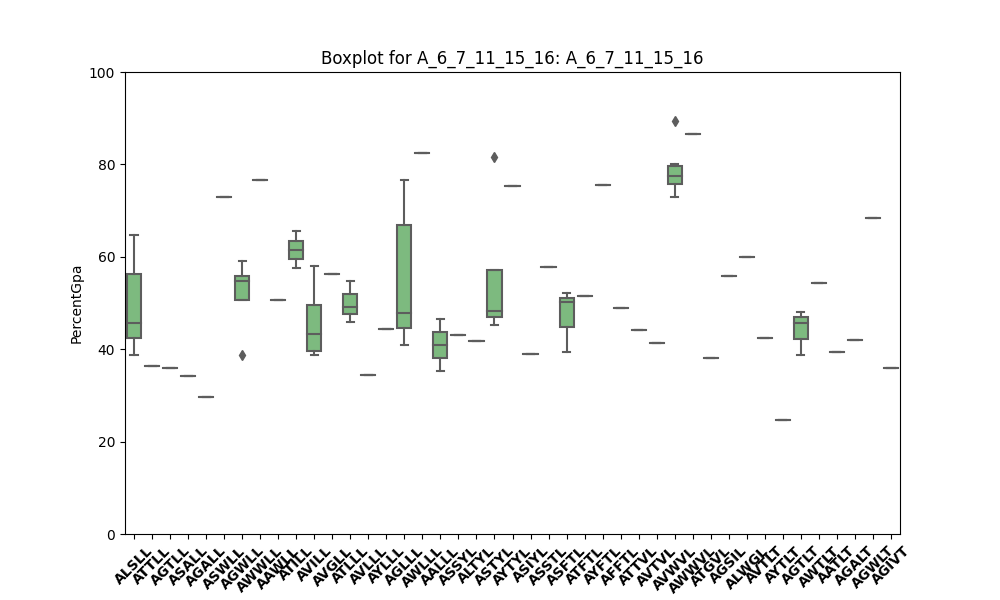 Boxplot for A_6_7_11_15_16: A_6_7_11_15_16
PercentGpa
100
80
60
40
20
0
ALSLL
ATTLL
AGTLL
ASALL
AGALL
ASWLL
AGWLL
AWWLL
AAWLL
ATILL
AVILL
AVGLL
ATLLL
AVLLL
AYLLL
AGLLL
AWLLL
AALLL
ASSYL
ALTYL
ASTYL
AYTYL
ASIYL
ASSTL
ASFTL
ATFTL
AYFTL
AFFTL
ATTVL
AVTVL
AVWVL
AWWVL
ATGVL
AGSIL
ALWGL
AVTLT
AYTLT
AGTLT
AWTLT
AATLT
AGALT
AGWLT
AGIVT